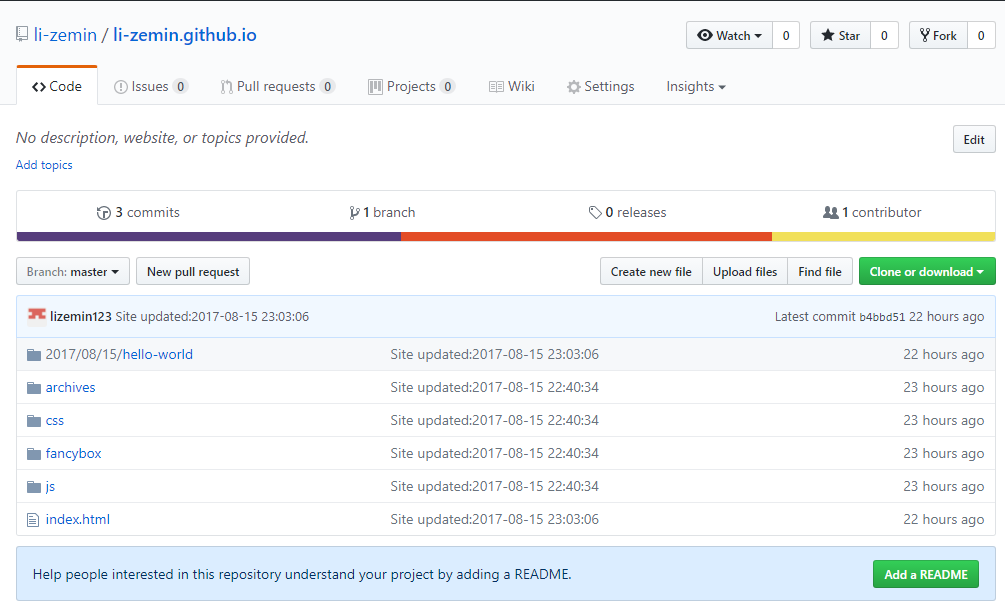 li-zemin / li-zemin.github.io Watch 0 Star 0 Fork 0
Code Issues 0 Pull requests 0 Projects 0 Wiki Settings Insights
No description, website, or topics provided. Edit
Add topics
3 commits 1 branch 0 releases 1 contributor
Branch: master New pull request Create new file Upload files Find file Clone or download
lizemin123 Site updated:2017-08-15 23:03:06 Latest commit b4bbd51 22 hours ago
2017/08/15/hello-world Site updated:2017-08-15 23:03:06 22 hours ago
archives Site updated:2017-08-15 22:40:34 23 hours ago
css Site updated:2017-08-15 22:40:34 23 hours ago
fancybox Site updated:2017-08-15 22:40:34 23 hours ago
js Site updated:2017-08-15 22:40:34 23 hours ago
index.html Site updated:2017-08-15 23:03:06 22 hours ago
Help people interested in this repository understand your project by adding a README. Add a README